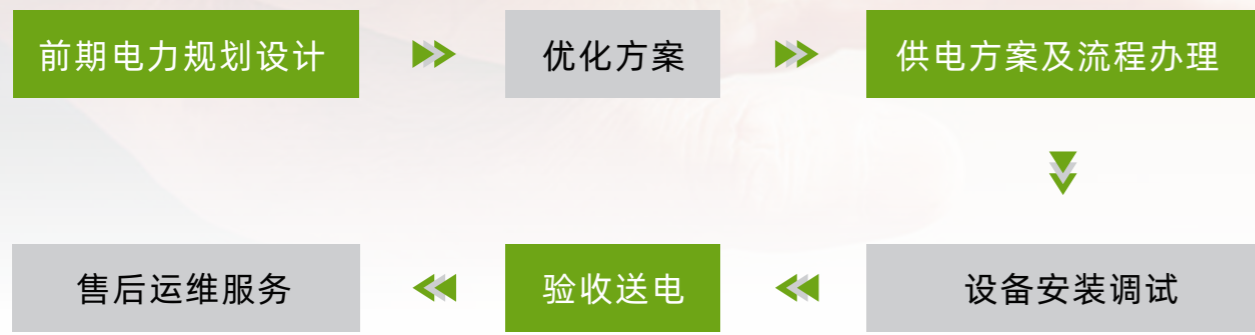 前期电力规划设计
优化方案
供电方案及流程办理
设备安装调试
验收送电
售后运维服务